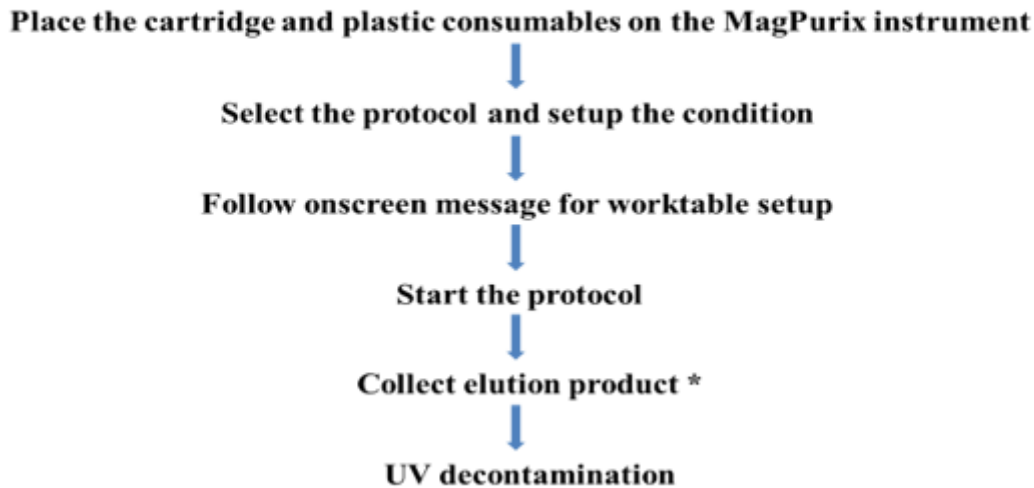 Place the cartridge and plastic consumables on the MagPurix instrument
Select the protocol and setup the condition
Follow onscreen message for worktable setup
Start the protocol
Collect elution product *
UV decontamination